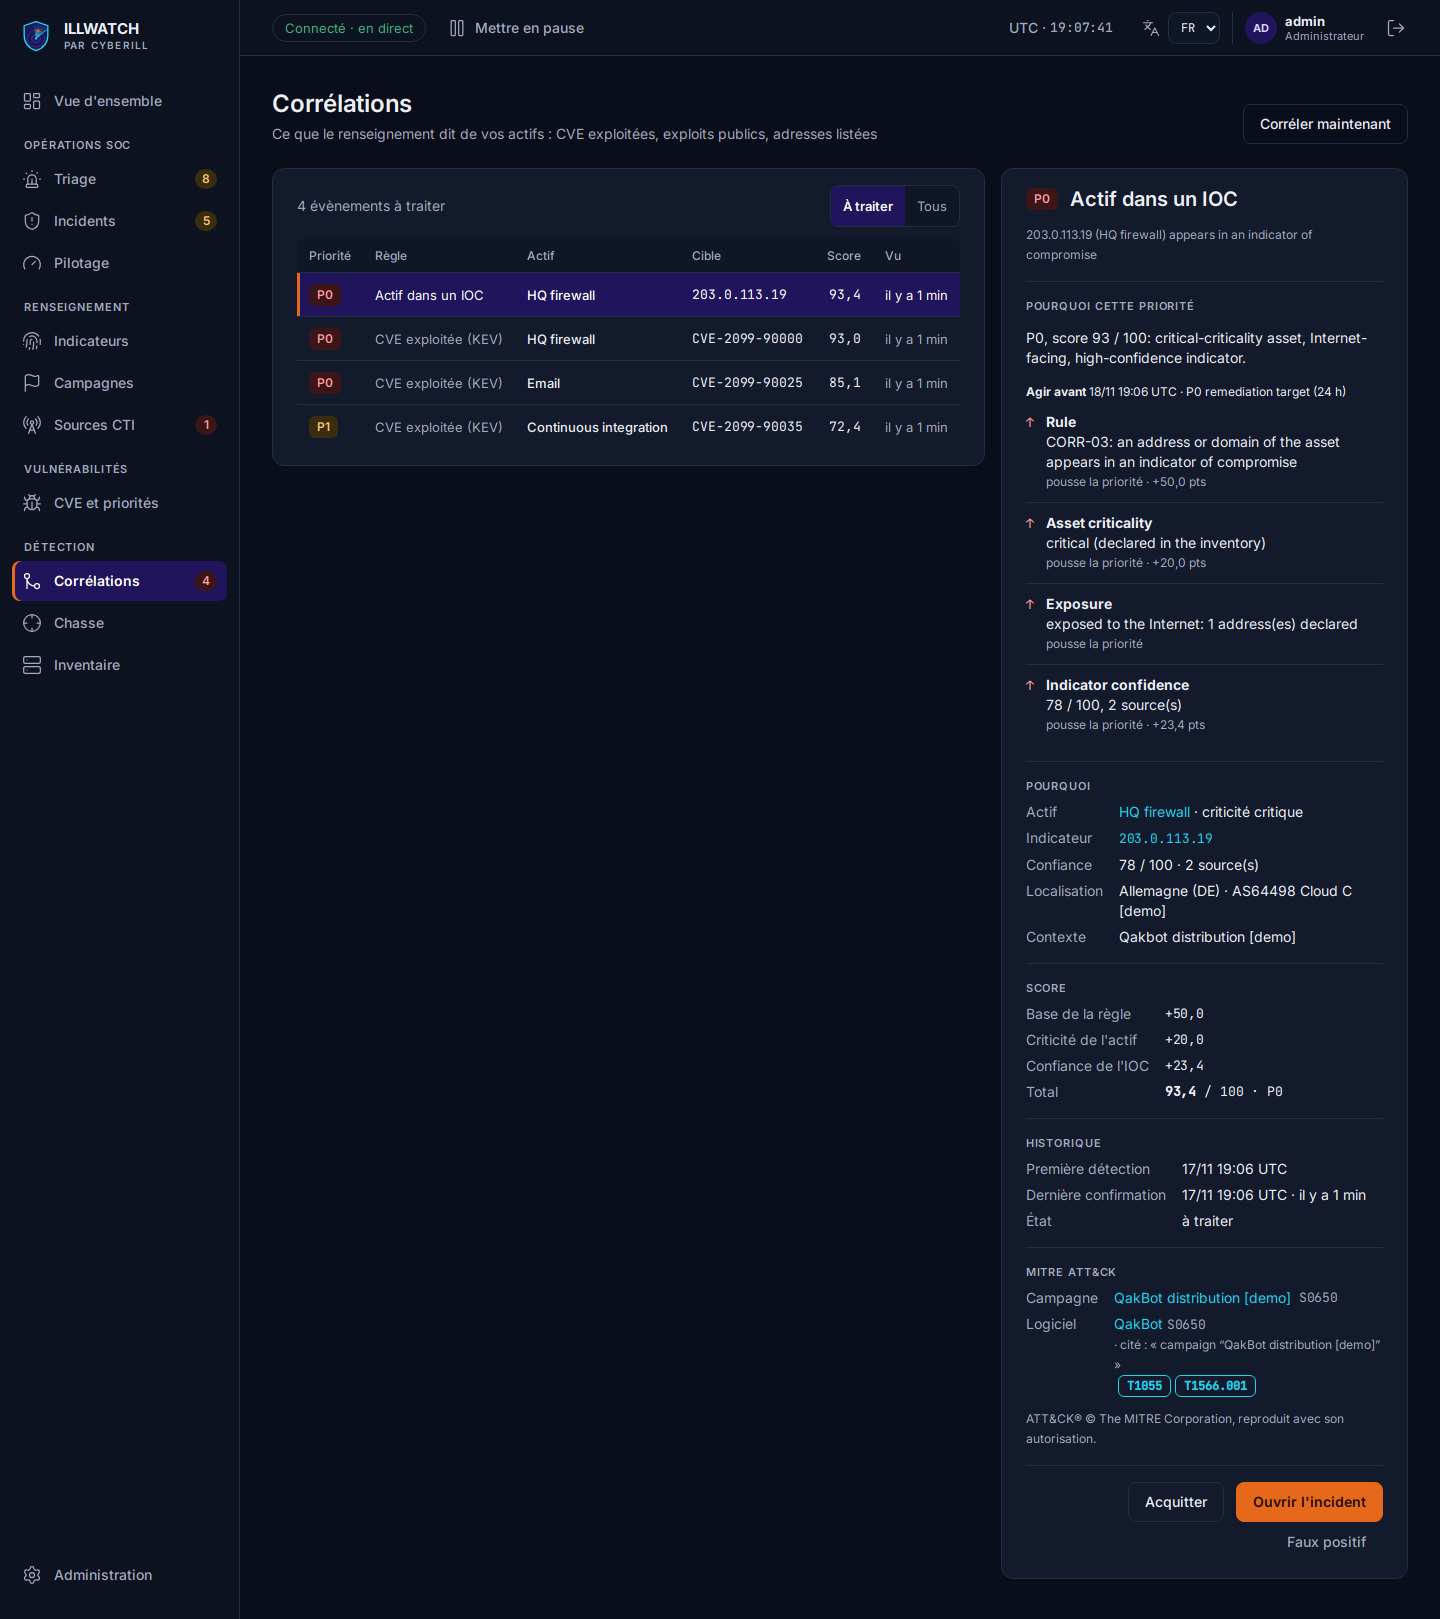 ILLWATCH
PAR CYBERILL
Connecté · en direct
Mettre en pause
UTC · 19:07:41
FR
AD
admin
Administrateur
Vue d'ensemble
OPÉRATIONS SOC
Triage 8
Incidents 5
Pilotage
RENSEIGNEMENT
Indicateurs
Campagnes
Sources CTI 1
VULNÉRABILITÉS
CVE et priorités
DÉTECTION
Corrélations 4
Chasse
Inventaire
Administration
Corrélations
Ce que le renseignement dit de vos actifs : CVE exploitées, exploits publics, adresses listées
Corréler maintenant
4 évènements à traiter
À traiter
Tous
Priorité Règle Actif Cible Score Vu
P0 Actif dans un IOC HQ firewall 203.0.113.19 93,4 il y a 1 min
P0 CVE exploitée (KEV) HQ firewall CVE-2099-90000 93,0 il y a 1 min
P0 CVE exploitée (KEV) Email CVE-2099-90025 85,1 il y a 1 min
P1 CVE exploitée (KEV) Continuous integration CVE-2099-90035 72,4 il y a 1 min
P0 Actif dans un IOC
203.0.113.19 (HQ firewall) appears in an indicator of
compromise
POURQUOI CETTE PRIORITÉ
P0, score 93 / 100: critical-criticality asset, Internet-
facing, high-confidence indicator.
Agir avant 18/11 19:06 UTC · P0 remediation target (24 h)
↑ Rule
CORR-03: an address or domain of the asset
appears in an indicator of compromise
pousse la priorité · +50,0 pts
↑ Asset criticality
critical (declared in the inventory)
pousse la priorité · +20,0 pts
↑ Exposure
exposed to the Internet: 1 address(es) declared
pousse la priorité
↑ Indicator confidence
78 / 100, 2 source(s)
pousse la priorité · +23,4 pts
POURQUOI
Actif HQ firewall · criticité critique
Indicateur 203.0.113.19
Confiance 78 / 100 · 2 source(s)
Localisation Allemagne (DE) · AS64498 Cloud C
[demo]
Contexte Qakbot distribution [demo]
SCORE
Base de la règle +50,0
Criticité de l'actif +20,0
Confiance de l'IOC +23,4
Total 93,4 / 100 · P0
HISTORIQUE
Première détection 17/11 19:06 UTC
Dernière confirmation 17/11 19:06 UTC · il y a 1 min
État à traiter
MITRE ATT&CK
Campagne QakBot distribution [demo] S0650
Logiciel QakBot S0650
· cité : « campaign “QakBot distribution [demo]”
»
T1055 T1566.001
ATT&CK® © The MITRE Corporation, reproduit avec son
autorisation.
Acquitter
Ouvrir l'incident
Faux positif